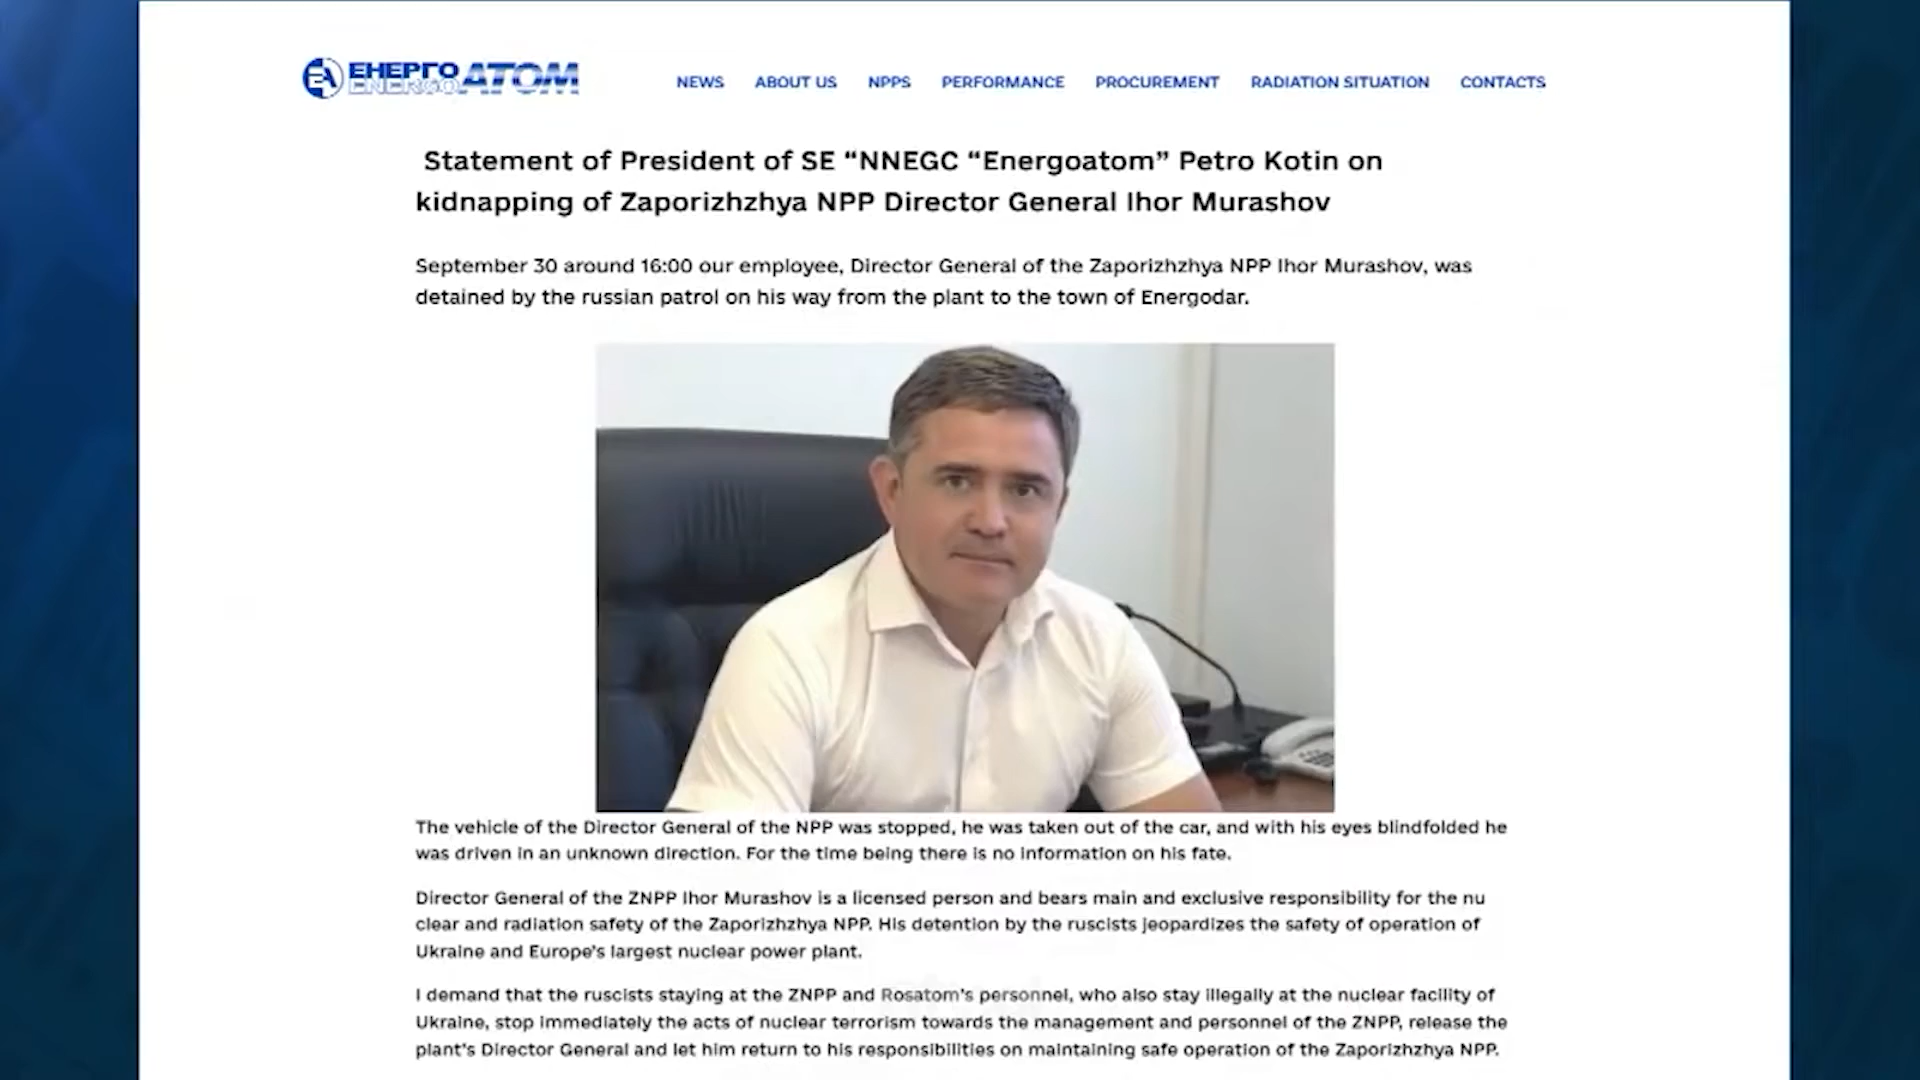 ЕНЕРГО АТОМ
ENERGO
NEWS ABOUT US NPPS PERFORMANCE PROCUREMENT RADIATION SITUATION CONTACTS
Statement of President of SE “NNEGC “Energoatom” Petro Kotin on
kidnapping of Zaporizhzhya NPP Director General Ihor Murashov
September 30 around 16:00 our employee, Director General of the Zaporizhzhya NPP Ihor Murashov, was
detained by the russian patrol on his way from the plant to the town of Energodar.
The vehicle of the Director General of the NPP was stopped, he was taken out of the car, and with his eyes blindfolded he
was driven in an unknown direction. For the time being there is no information on his fate.
Director General of the ZNPP Ihor Murashov is a licensed person and bears main and exclusive responsibility for the nu
clear and radiation safety of the Zaporizhzhya NPP. His detention by the ruscists jeopardizes the safety of operation of
Ukraine and Europe’s largest nuclear power plant.
I demand that the ruscists staying at the ZNPP and Rosatom’s personnel, who also stay illegally at the nuclear facility of
Ukraine, stop immediately the acts of nuclear terrorism towards the management and personnel of the ZNPP, release the
plant’s Director General and let him return to his responsibilities on maintaining safe operation of the Zaporizhzhya NPP.